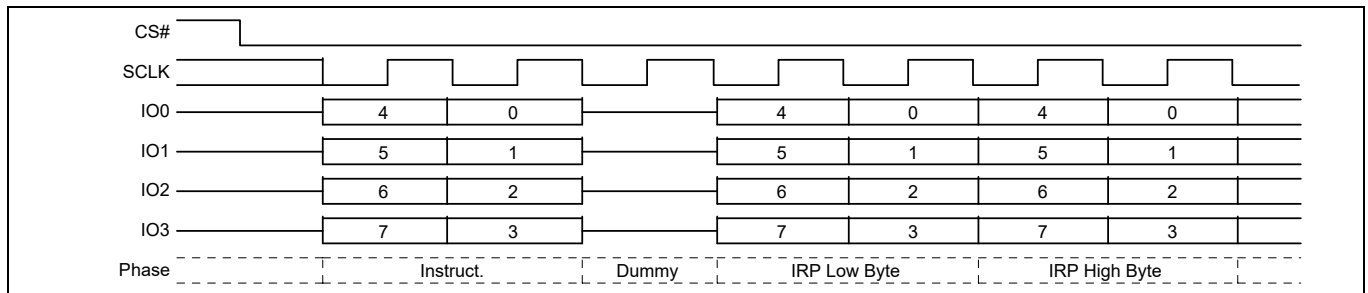 CS#
SCLK
IO0 4 0 4 0 4 0
IO1 5 1 5 1 5 1
IO2 6 2 6 2 6 2
IO3 7 3 7 3 7 3
Phase Instruct. Dummy IRP Low Byte IRP High Byte